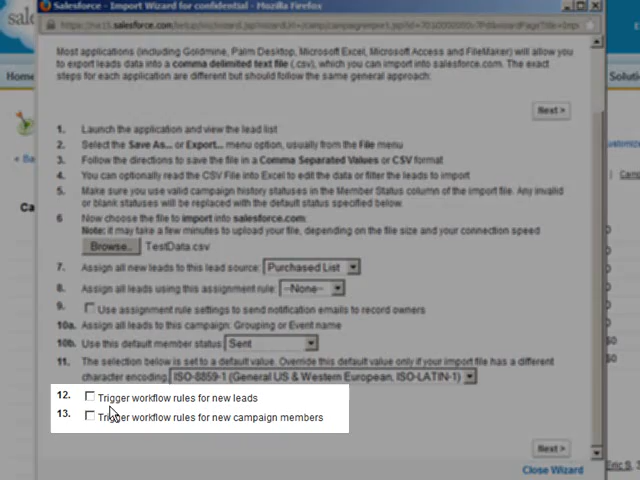 Salesforce - Import Wizard for confidential - Mozilla Firefox
Home
Solutio
Most applications (including Goldmine, Palm Desktop, Microsoft Excel, Microsoft Access and FileMaker) will allow you
to export leads data into a comma delimited text file (.csv), which you can import into salesforce.com. The exact
steps for each application are different but should follow the same general approach:
Next >
1. Launch the application and view the lead list
2. Select the Save As... or Export... menu option, usually from the File menu
3. Follow the directions to save the file in a Comma Separated Values or CSV format
4. You can optionally read the CSV File into Excel to edit the data or filter the leads to import
5. Make sure you use valid campaign history statuses in the Member Status column of the import file. Any invalid
or blank statuses will be replaced with the default status specified below.
6 Now choose the file to import into salesforce.com:
Note: it may take a few minutes to upload your file, depending on the file size and your connection speed
Browse.. TestData.csv
7. Assign all new leads to this lead source: Purchased List
8. Assign all leads using this assignment rule: --None--
9. Use assignment rule settings to send notification emails to record owners
10a. Assign all leads to this campaign: Grouping or Event name
10b. Use this default member status: Sent
11. The selection below is set to a default value. Override this default value only if your import file has a different
character encoding. ISO-8859-1 (General US & Western European, ISO-LATIN-1)
12. Trigger workflow rules for new leads
13. Trigger workflow rules for new campaign members
Next >
Close Wizard
Eric S